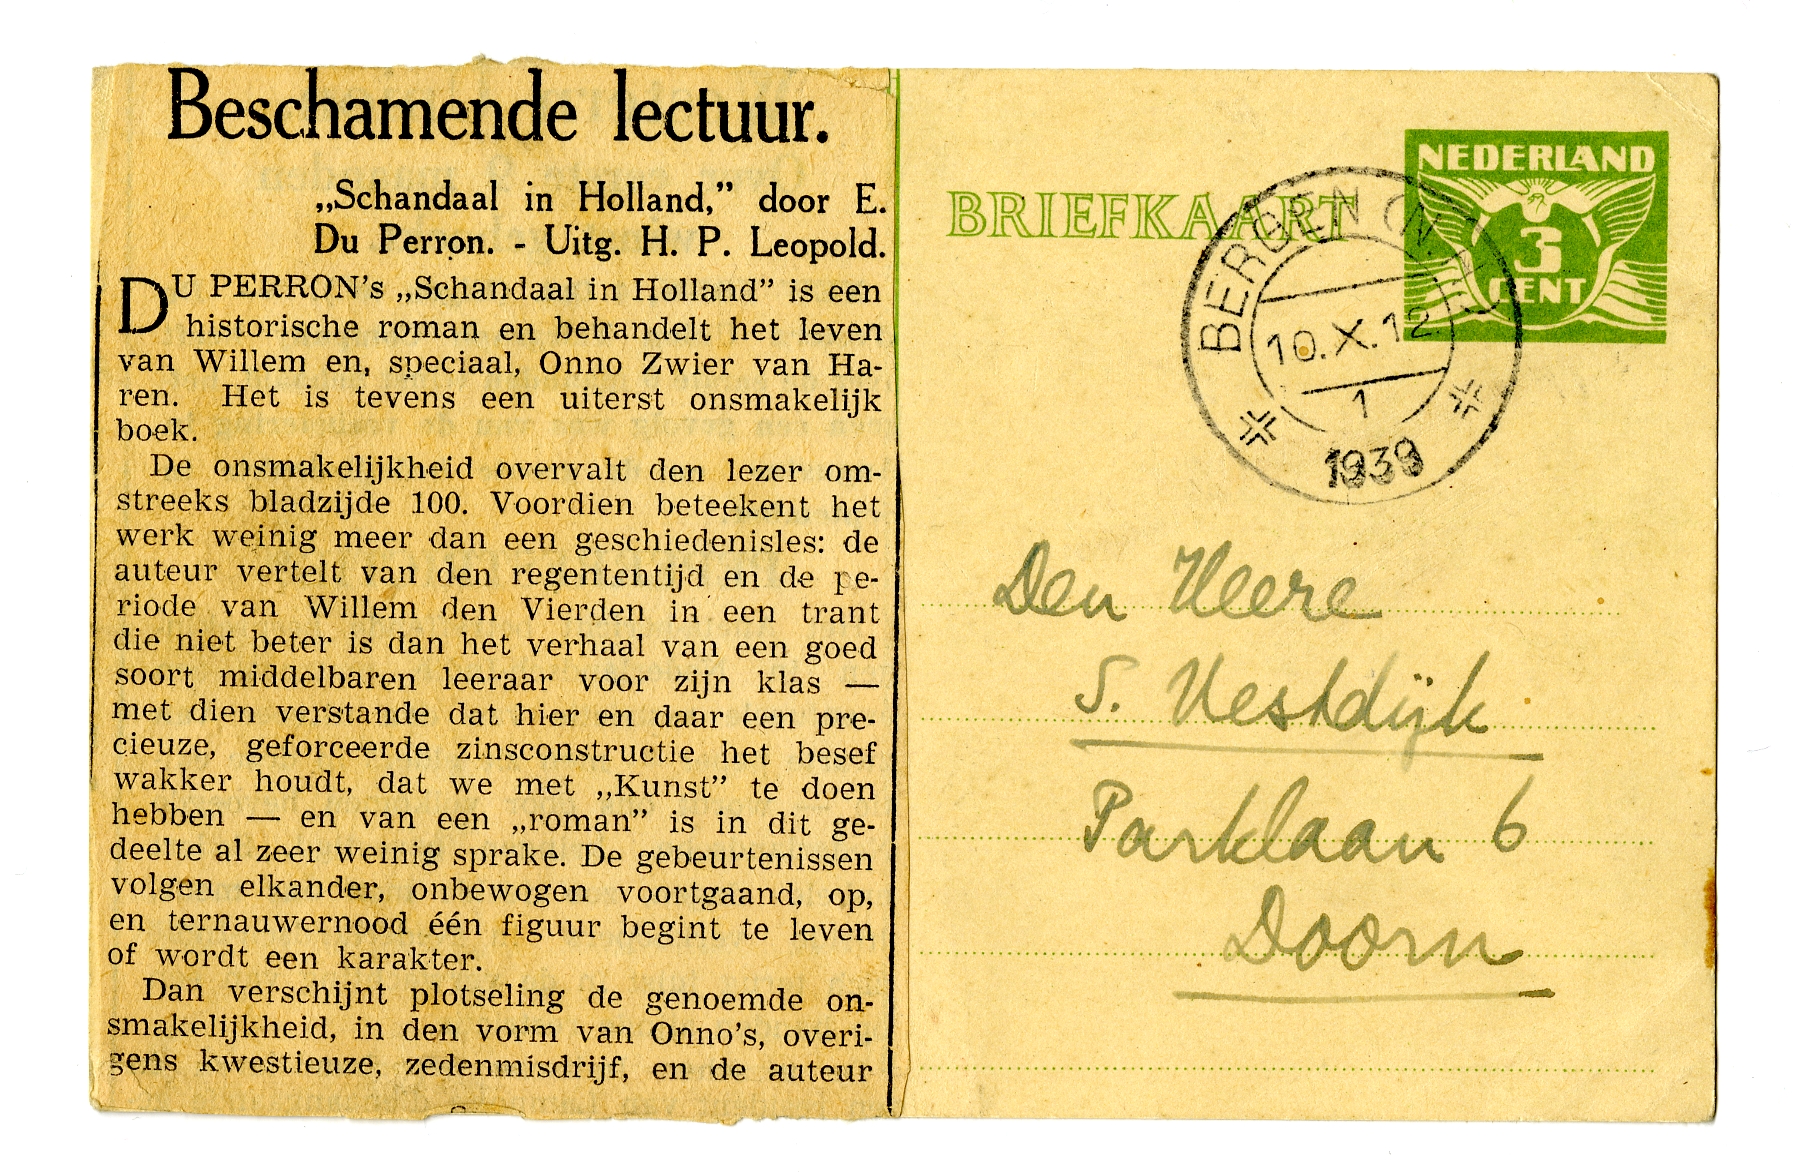 Beschamende lectuur.
„Schandaal in Holland,” door E.
Du Perron. - Uitg. H. P. Leopold.
DU PERRON's „Schandaal in Holland” is een
historische roman en behandelt het leven
van Willem en, speciaal, Onno Zwier van Ha-
ren. Het is tevens een uiterst onsmakelijk
boek.
De onsmakelijkheid overvalt den lezer om-
streeks bladzijde 100. Voordien beteekent het
werk weinig meer dan een geschiedenisles: de
auteur vertelt van den regententijd en de pe-
riode van Willem den Vierden in een trant
die niet beter is dan het verhaal van een goed
soort middelbaren leeraar voor zijn klas —
met dien verstande dat hier en daar een pre-
cieuze, geforceerde zinsconstructie het besef
wakker houdt, dat we met „Kunst” te doen
hebben — en van een „roman” is in dit ge-
deelte al zeer weinig sprake. De gebeurtenissen
volgen elkander, onbewogen voortgaand, op,
en ternauwernood één figuur begint te leven
of wordt een karakter.
Dan verschijnt plotseling de genoemde on-
smakelijkheid, in den vorm van Onno's, overi-
gens kwestieuze, zedenmisdrijf, en de auteur
BRIEFKAART
NEDERLAND
3
CENT
BERGEN (N.H.)
10.X.12
1
1939
Den Heere
S. Vestdijk
Parklaan 6
Doorn